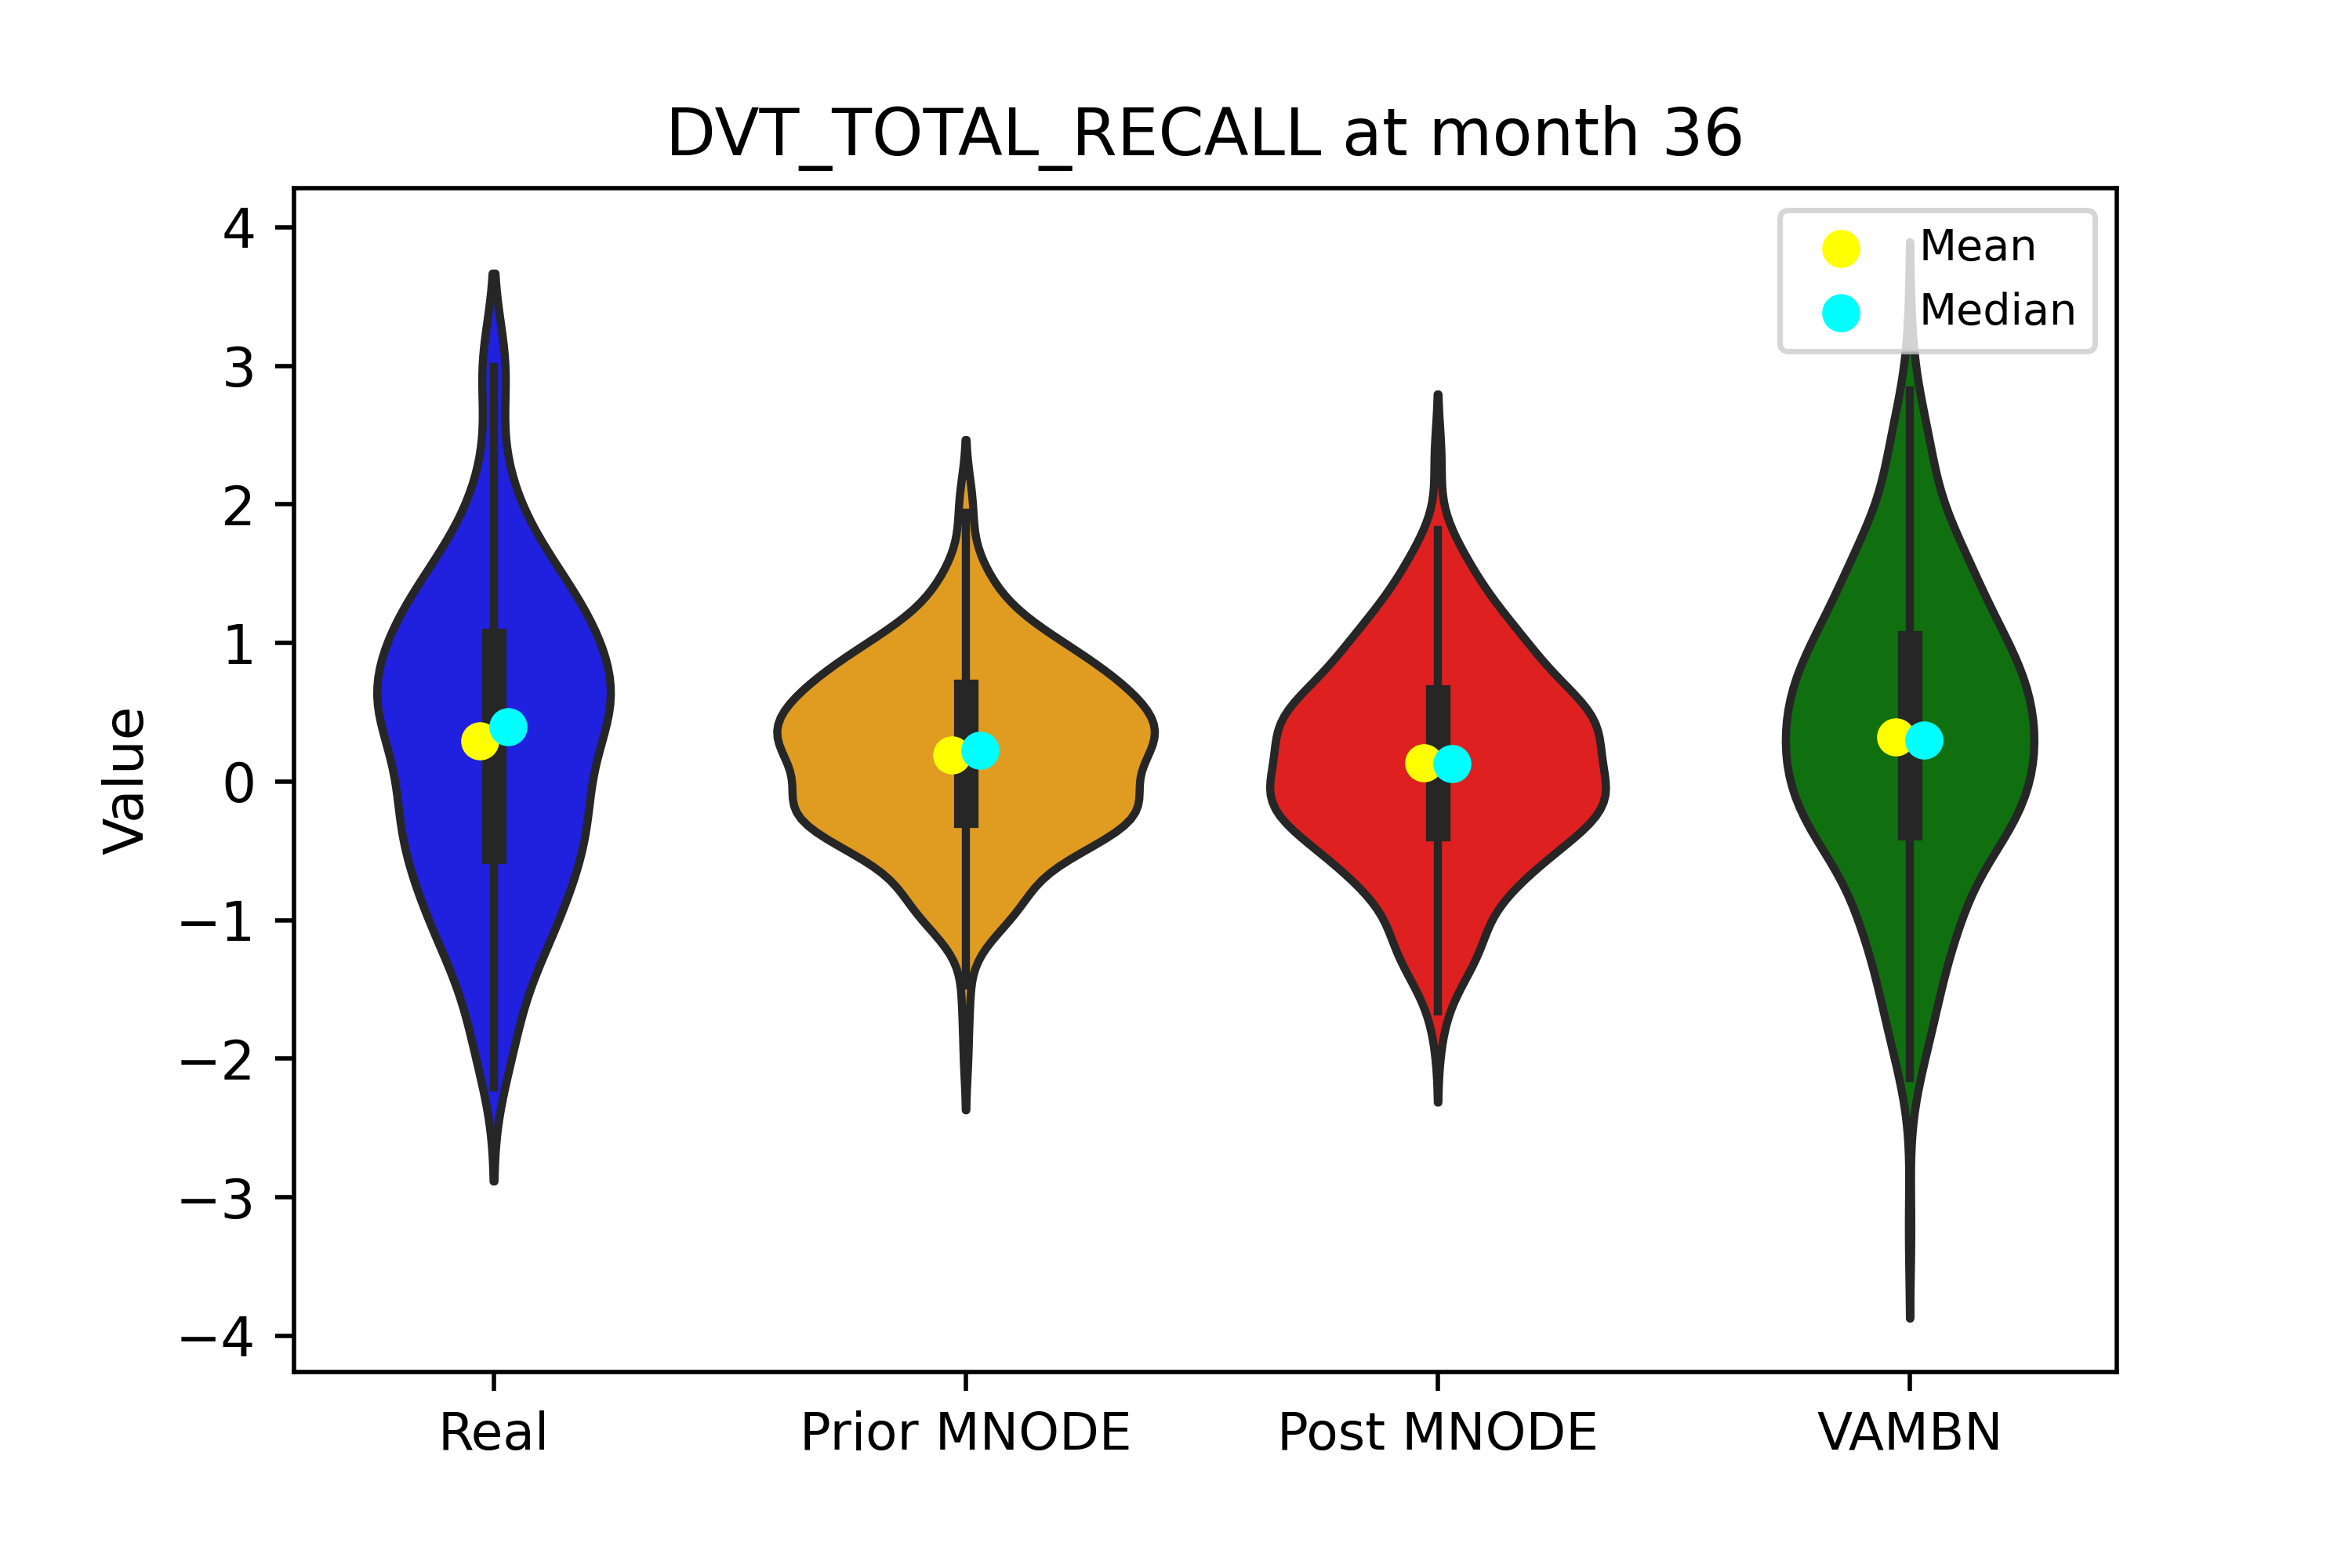 DVT_TOTAL_RECALL at month 36
Mean
Median
Value
4
3
2
1
0
−1
−2
−3
−4
Real
Prior MNODE
Post MNODE
VAMBN